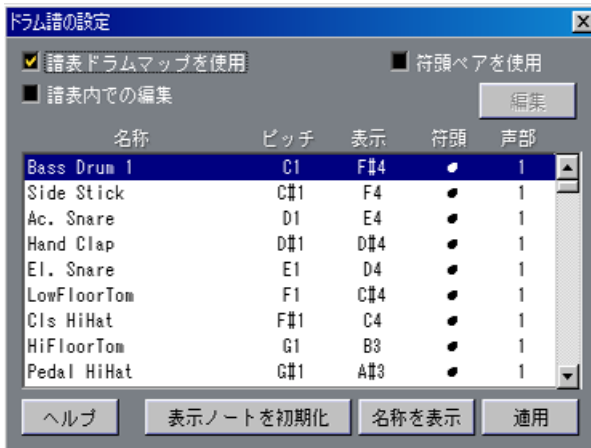 ドラム譜の設定
譜表ドラムマップを使用 符頭ペアを使用
譜表内での編集
編集
名称 ピッチ 表示 符頭 声部
Bass Drum 1 C1 F#4 1
Side Stick C#1 F4 1
Ac. Snare D1 E4 1
Hand Clap D#1 D#4 1
El. Snare E1 D4 1
LowFloorTom F1 C#4 1
Cls HiHat F#1 C4 1
HiFloorTom G1 B3 1
Pedal HiHat G#1 A#3 1
ヘルプ 表示ノートを初期化 名称を表示 適用